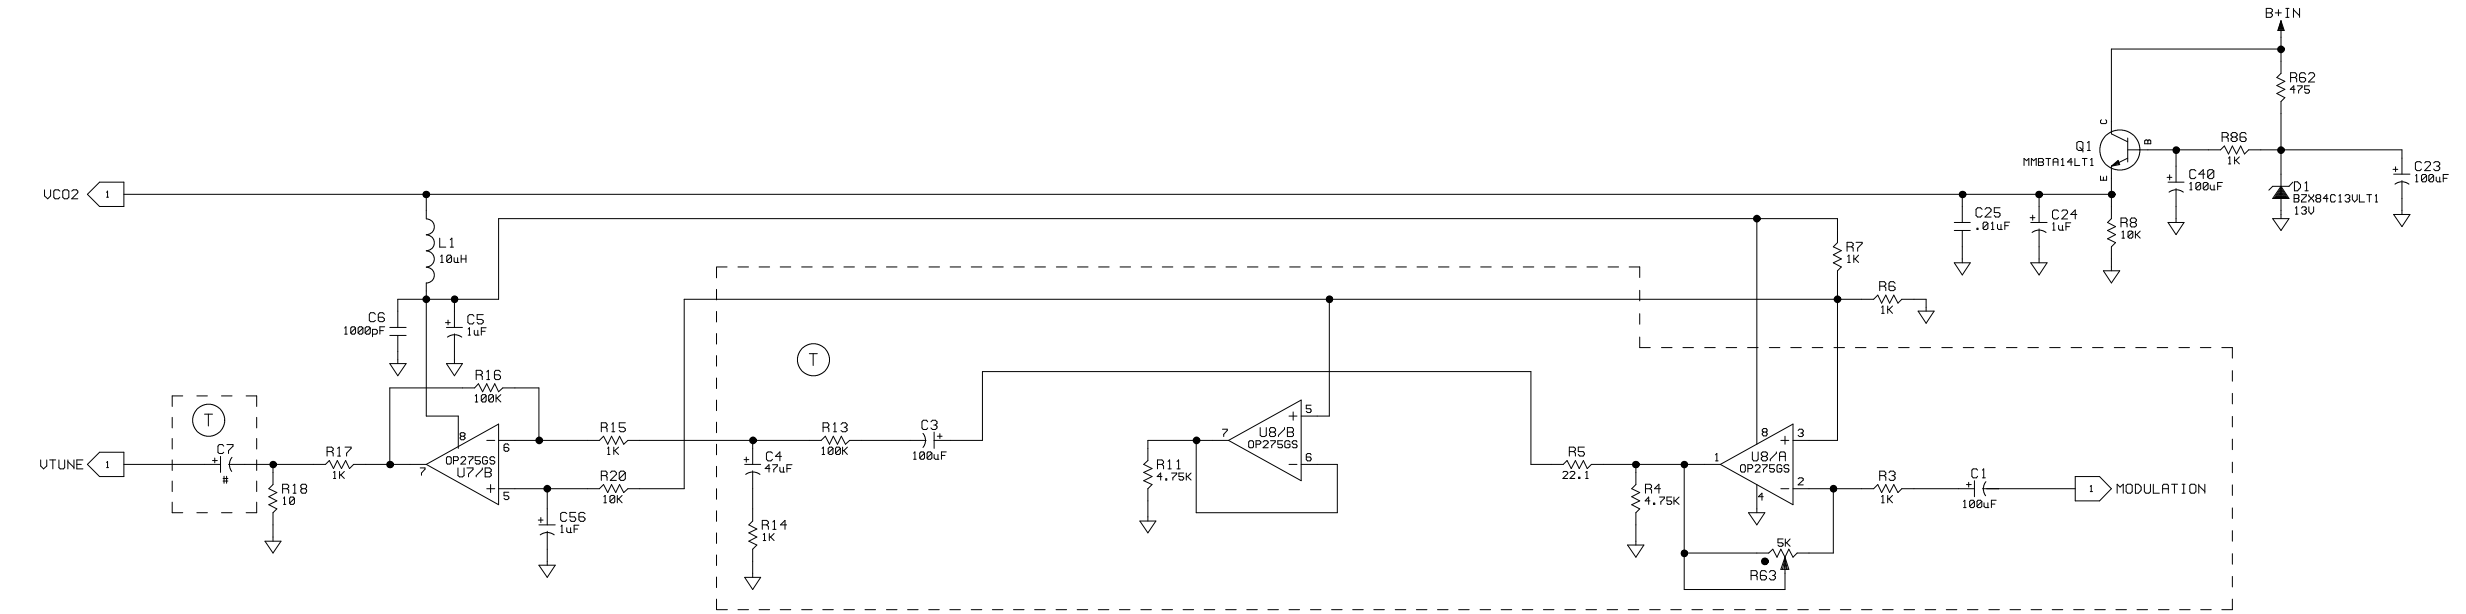 B+IN
R62
475
C
Q1
MMBTA14LT1
B
E
R86
1K
C40
100uF
C23
100uF
D1
BZX84C13VLT1
13V
VCO2
1
C25
.01uF
C24
1uF
R8
10K
L1
10uH
R7
1K
R6
1K
C6
1000pF
C5
1uF
T
R16
100K
T
C7
#
VTUNE
1
R17
1K
R18
10
8
6
OP275GS
U7/B
7
5
R15
1K
R20
10K
C56
1uF
C4
47uF
R14
1K
R13
100K
C3
100uF
5
U8/B
OP275GS
7
6
R11
4.75K
R5
22.1
R4
4.75K
8
3
U8/A
OP275GS
1
2
4
R3
1K
C1
100uF
1
MODULATION
5K
R63